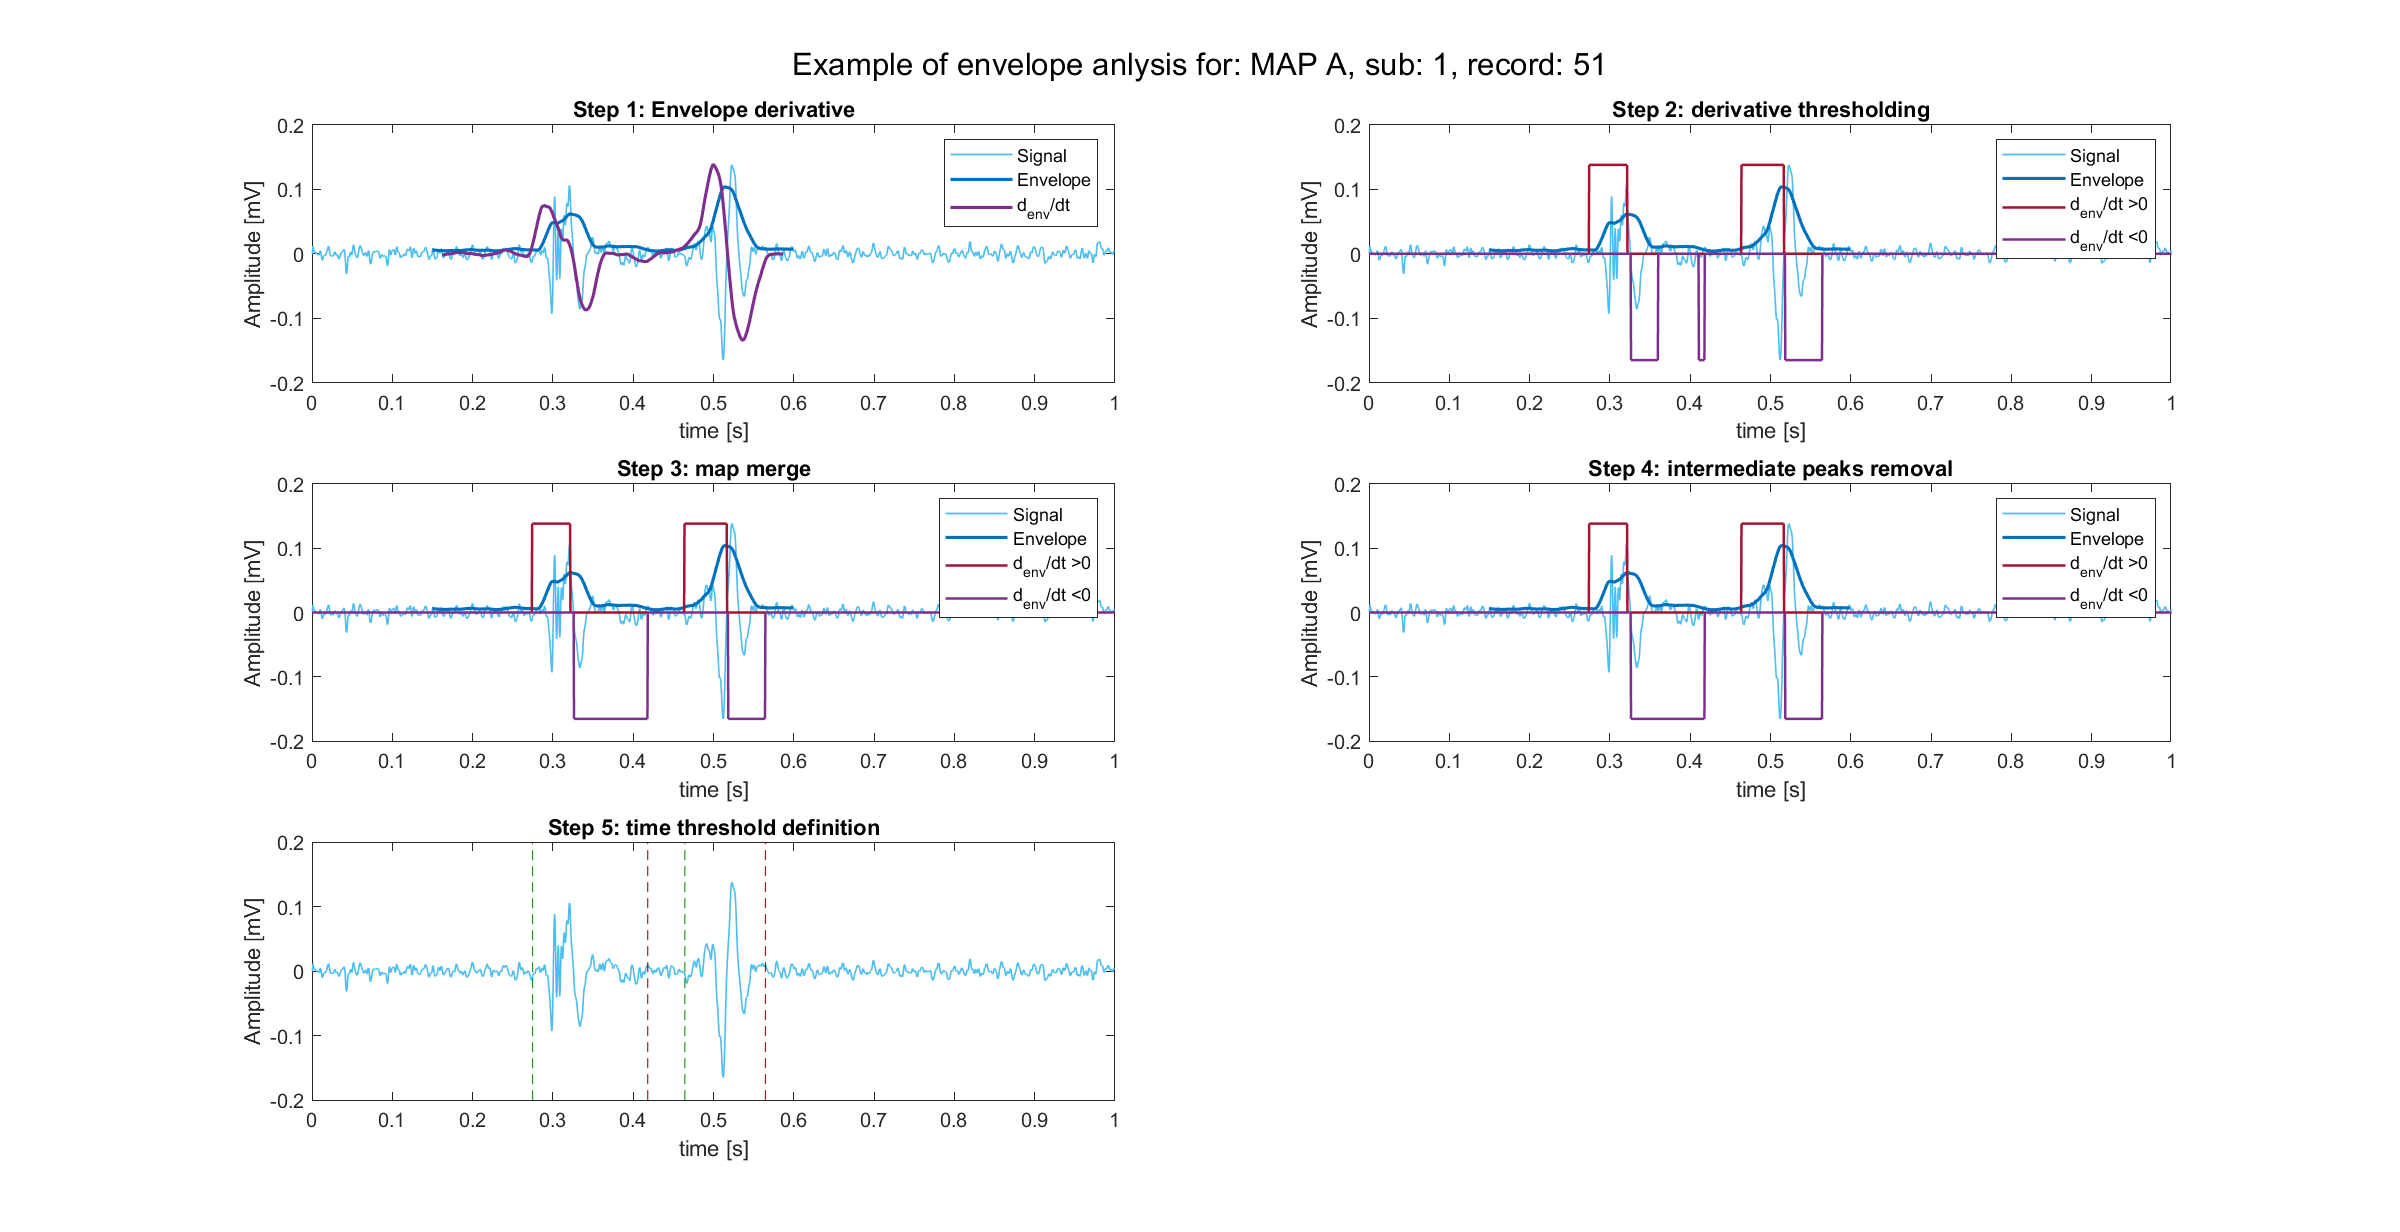 Example of envelope anlysis for: MAP A, sub: 1, record: 51
Step 1: Envelope derivative
0.2
0.1
0
-0.1
-0.2
Amplitude [mV]
0 0.1 0.2 0.3 0.4 0.5 0.6 0.7 0.8 0.9 1
time [s]
Signal
Envelope
d_env/dt
Step 2: derivative thresholding
0.2
0.1
0
-0.1
-0.2
Amplitude [mV]
0 0.1 0.2 0.3 0.4 0.5 0.6 0.7 0.8 0.9 1
time [s]
Signal
Envelope
d_env/dt >0
d_env/dt <0
Step 3: map merge
0.2
0.1
0
-0.1
-0.2
Amplitude [mV]
0 0.1 0.2 0.3 0.4 0.5 0.6 0.7 0.8 0.9 1
time [s]
Signal
Envelope
d_env/dt >0
d_env/dt <0
Step 4: intermediate peaks removal
0.2
0.1
0
-0.1
-0.2
Amplitude [mV]
0 0.1 0.2 0.3 0.4 0.5 0.6 0.7 0.8 0.9 1
time [s]
Signal
Envelope
d_env/dt >0
d_env/dt <0
Step 5: time threshold definition
0.2
0.1
0
-0.1
-0.2
Amplitude [mV]
0 0.1 0.2 0.3 0.4 0.5 0.6 0.7 0.8 0.9 1
time [s]